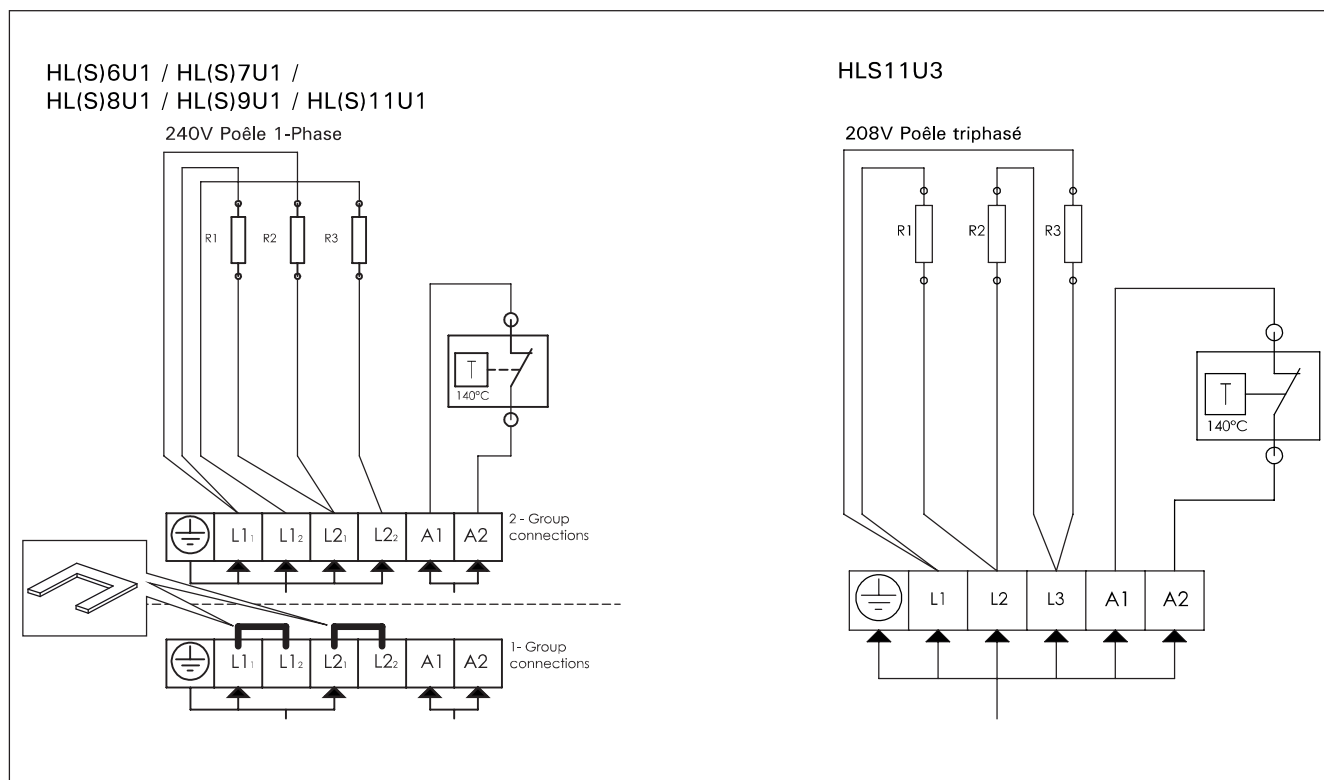 HL(S)6U1 / HL(S)7U1 /
HL(S)8U1 / HL(S)9U1 / HL(S)11U1
240V Poêle 1-Phase
R1
R2
R3
T
140°C
L1₁
L1₂
L2₁
L2₂
A1
A2
2 - Group
connections
L1₁
L1₂
L2₁
L2₂
A1
A2
1- Group
connections
HLS11U3
208V Poêle triphasé
R1
R2
R3
T
140°C
L1
L2
L3
A1
A2